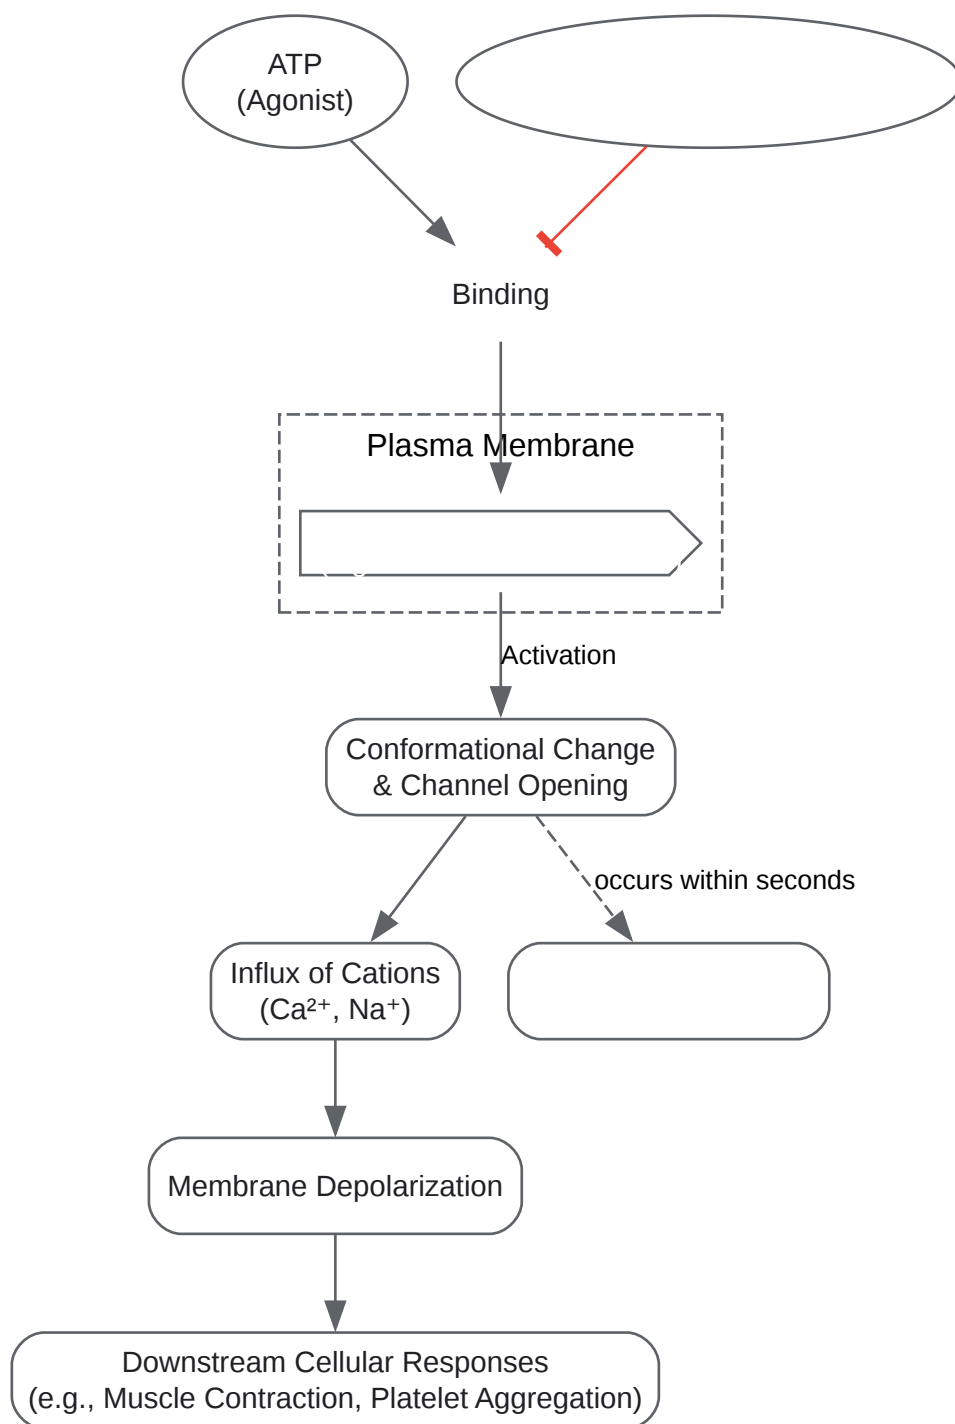 ATP
(Agonist)
Binding
Plasma Membrane
Activation
Conformational Change
& Channel Opening
occurs within seconds
Influx of Cations
(Ca²⁺, Na⁺)
Membrane Depolarization
Downstream Cellular Responses
(e.g., Muscle Contraction, Platelet Aggregation)